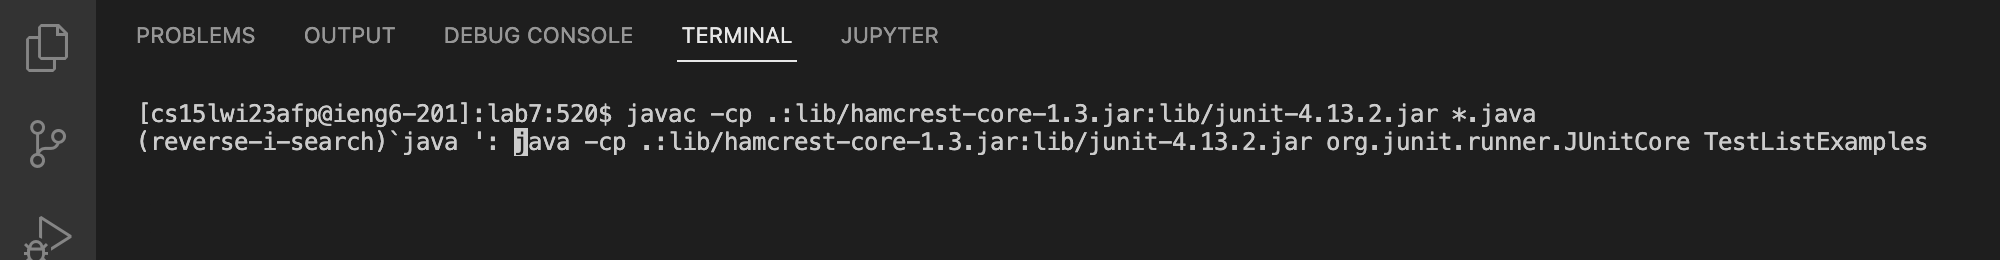 PROBLEMS OUTPUT DEBUG CONSOLE TERMINAL JUPYTER
[cs15lwi23afp@ieng6-201]:lab7:520$ javac -cp .:lib/hamcrest-core-1.3.jar:lib/junit-4.13.2.jar *.java
(reverse-i-search)`java ': java -cp .:lib/hamcrest-core-1.3.jar:lib/junit-4.13.2.jar org.junit.runner.JUnitCore TestListExamples